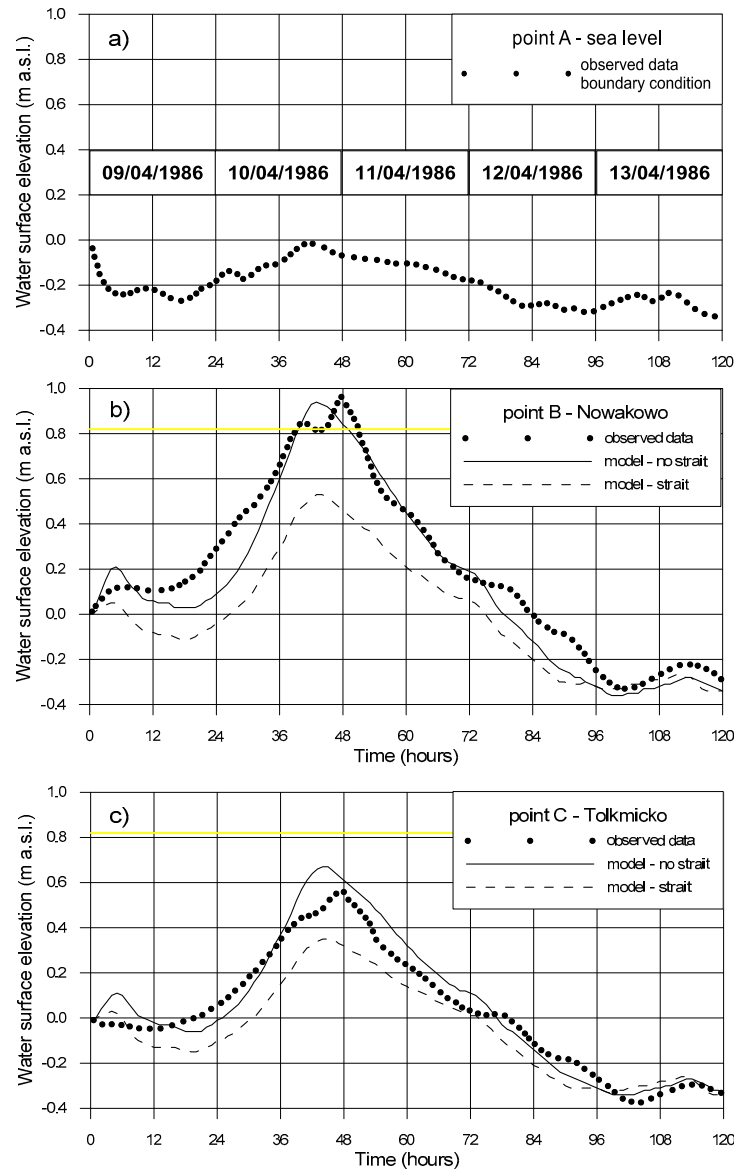 a)
point A - sea level
observed data
boundary condition
Water surface elevation (m a.s.l.)
1.0
0.8
0.6
0.4
0.2
0.0
-0.2
-0.4
09/04/1986 10/04/1986 11/04/1986 12/04/1986 13/04/1986
0 12 24 36 48 60 72 84 96 108 120
b)
point B - Nowakowo
observed data
model - no strait
model - strait
Water surface elevation (m a.s.l.)
1.0
0.8
0.6
0.4
0.2
0.0
-0.2
-0.4
0 12 24 36 48 60 72 84 96 108 120
Time (hours)
c)
point C - Tolkmicko
observed data
model - no strait
model - strait
Water surface elevation (m a.s.l.)
1.0
0.8
0.6
0.4
0.2
0.0
-0.2
-0.4
0 12 24 36 48 60 72 84 96 108 120
Time (hours)